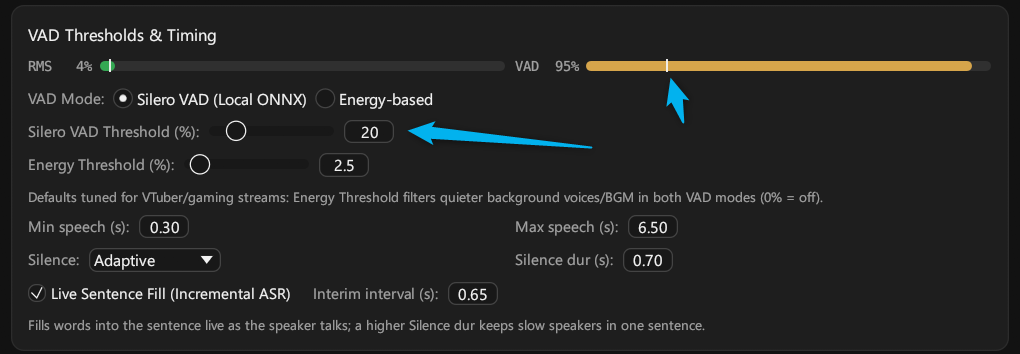 VAD Thresholds & Timing
RMS 4% VAD 95%
VAD Mode: Silero VAD (Local ONNX) Energy-based
Silero VAD Threshold (%): 20
Energy Threshold (%): 2.5
Defaults tuned for VTuber/gaming streams: Energy Threshold filters quieter background voices/BGM in both VAD modes (0% = off).
Min speech (s): 0.30 Max speech (s): 6.50
Silence: Adaptive Silence dur (s): 0.70
Live Sentence Fill (Incremental ASR) Interim interval (s): 0.65
Fills words into the sentence live as the speaker talks; a higher Silence dur keeps slow speakers in one sentence.